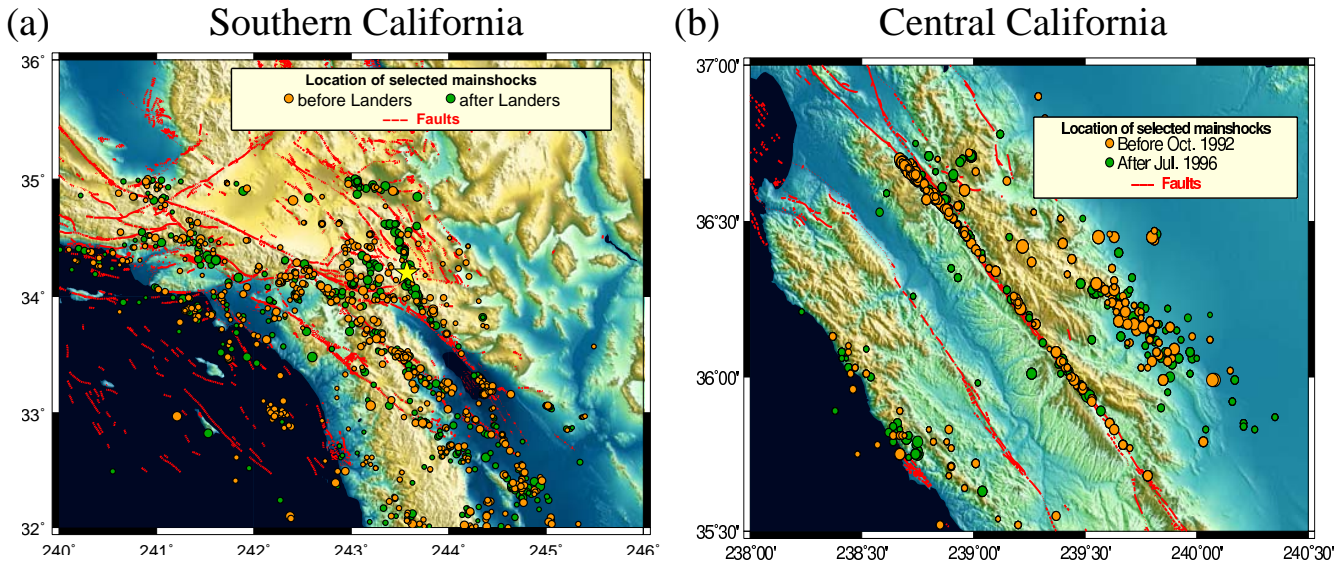 (a) Southern California
36˚
35˚
34˚
33˚
32˚
240˚ 241˚ 242˚ 243˚ 244˚ 245˚ 246˚
Location of selected mainshocks
before Landers after Landers
Faults
(b) Central California
37˚00'
36˚30'
36˚00'
35˚30'
238˚00' 238˚30' 239˚00' 239˚30' 240˚00' 240˚30'
Location of selected mainshocks
Before Oct. 1992
After Jul. 1996
Faults